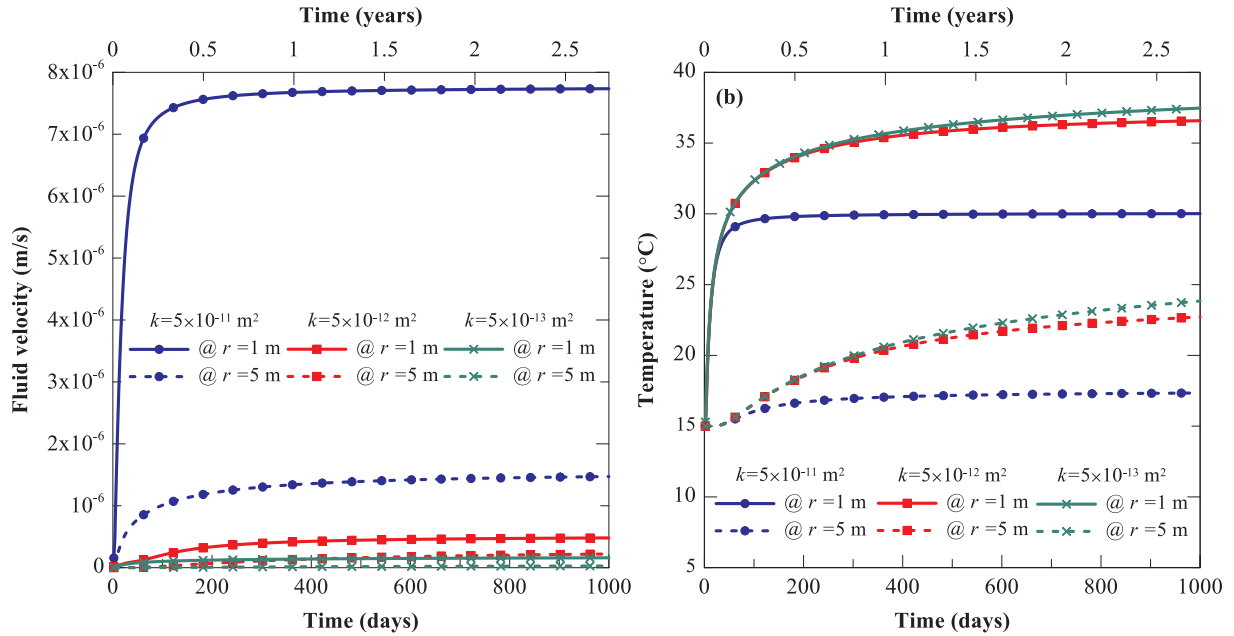 Time (years)
0 0.5 1 1.5 2 2.5
8x10⁻⁶
7x10⁻⁶
6x10⁻⁶
5x10⁻⁶
4x10⁻⁶
3x10⁻⁶
2x10⁻⁶
10⁻⁶
0
Fluid velocity (m/s)
k=5×10⁻¹¹ m² k=5×10⁻¹² m² k=5×10⁻¹³ m²
@ r =1 m @ r =1 m @ r =1 m
@ r =5 m @ r =5 m @ r =5 m
0 200 400 600 800 1000
Time (days)
Time (years)
0 0.5 1 1.5 2 2.5
(b)
40
35
30
25
20
15
10
5
Temperature (°C)
k=5×10⁻¹¹ m² k=5×10⁻¹² m² k=5×10⁻¹³ m²
@ r =1 m @ r =1 m @ r =1 m
@ r =5 m @ r =5 m @ r =5 m
0 200 400 600 800 1000
Time (days)